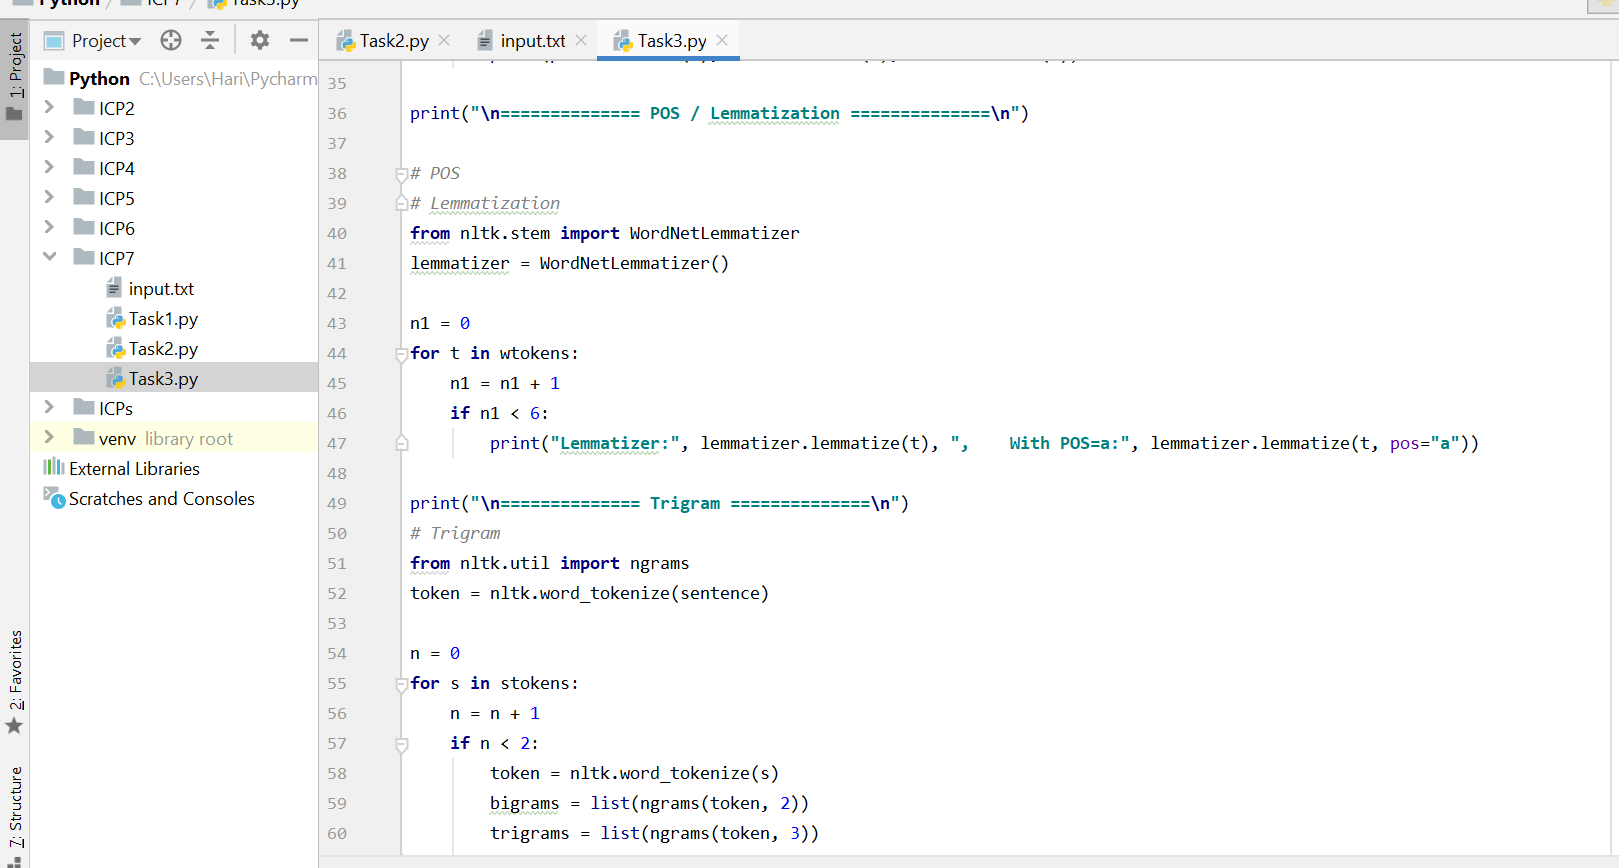 Python / ICP7 / Task3.py
Project
Task2.py
input.txt
Task3.py
1: Project
Python C:\Users\Hari\Pycharm
ICP2
ICP3
ICP4
ICP5
ICP6
ICP7
input.txt
Task1.py
Task2.py
Task3.py
ICPs
venv library root
External Libraries
Scratches and Consoles
2: Favorites
7: Structure
35
36 print("\n============== POS / Lemmatization ==============\n")
37
38 # POS
39 # Lemmatization
40 from nltk.stem import WordNetLemmatizer
41 lemmatizer = WordNetLemmatizer()
42
43 n1 = 0
44 for t in wtokens:
45     n1 = n1 + 1
46     if n1 < 6:
47         print("Lemmatizer:", lemmatizer.lemmatize(t), ",    With POS=a:", lemmatizer.lemmatize(t, pos="a"))
48
49 print("\n============== Trigram ==============\n")
50 # Trigram
51 from nltk.util import ngrams
52 token = nltk.word_tokenize(sentence)
53
54 n = 0
55 for s in stokens:
56     n = n + 1
57     if n < 2:
58         token = nltk.word_tokenize(s)
59         bigrams = list(ngrams(token, 2))
60         trigrams = list(ngrams(token, 3))